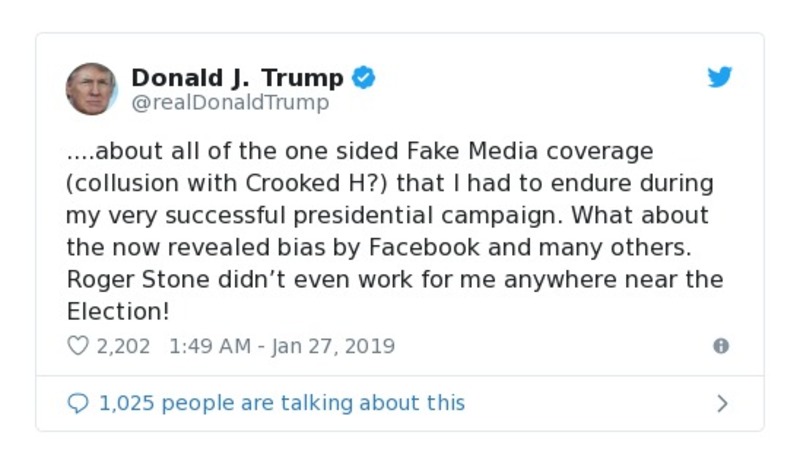 Donald J. Trump
@realDonaldTrump
....about all of the one sided Fake Media coverage
(collusion with Crooked H?) that I had to endure during
my very successful presidential campaign. What about
the now revealed bias by Facebook and many others.
Roger Stone didn’t even work for me anywhere near the
Election!
2,202 1:49 AM - Jan 27, 2019
1,025 people are talking about this